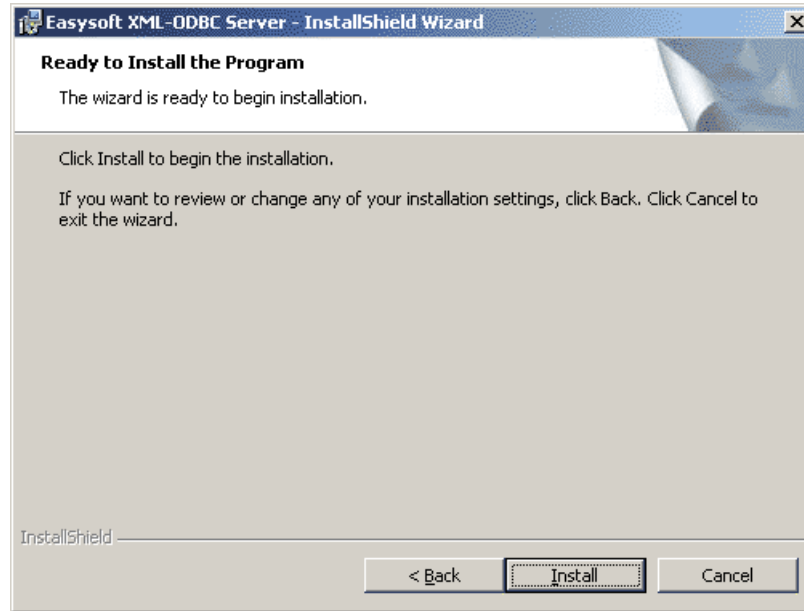 Easysoft XML-ODBC Server - InstallShield Wizard
Ready to Install the Program
The wizard is ready to begin installation.
Click Install to begin the installation.
If you want to review or change any of your installation settings, click Back. Click Cancel to
exit the wizard.
InstallShield
< Back
Install
Cancel